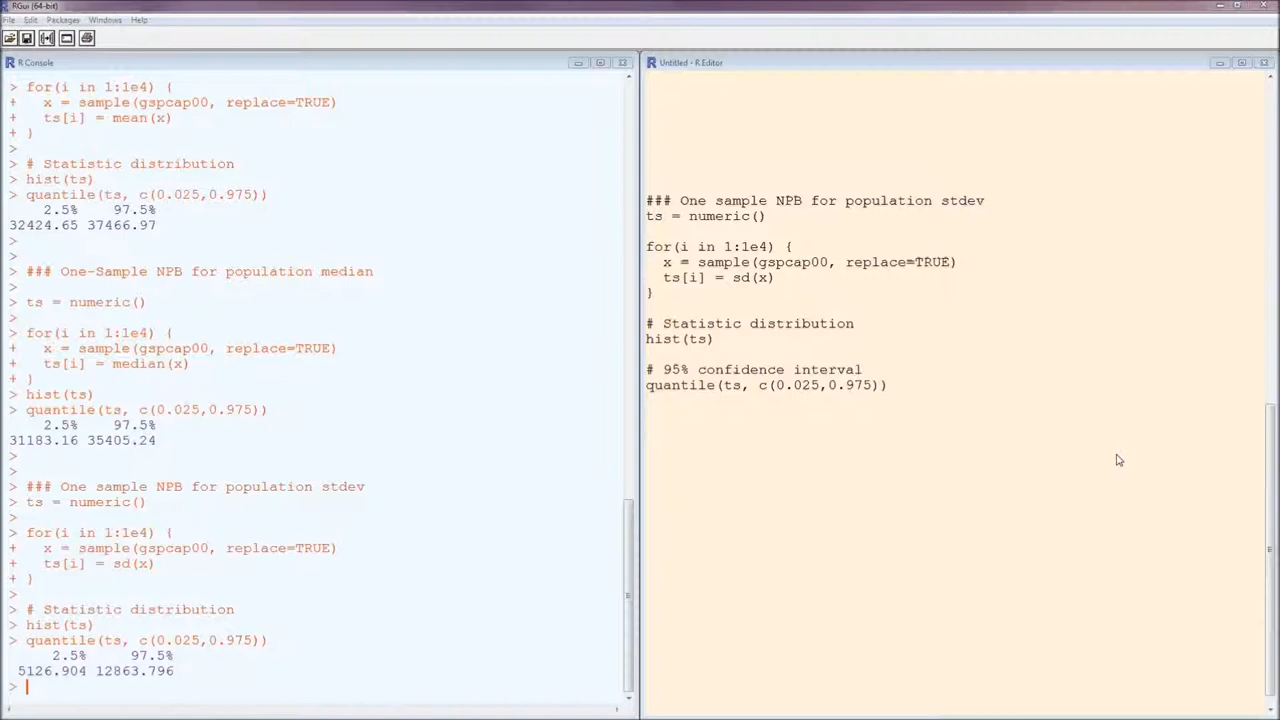 RGui (64-bit)
File Edit Packages Windows Help
R Console
> for(i in 1:1e4) {
+ x = sample(gspcap00, replace=TRUE)
+ ts[i] = mean(x)
+ }
>
> # Statistic distribution
> hist(ts)
> quantile(ts, c(0.025,0.975))
2.5% 97.5%
32424.65 37466.97
>
>
> ### One-Sample NPB for population median
>
> ts = numeric()
>
> for(i in 1:1e4) {
+ x = sample(gspcap00, replace=TRUE)
+ ts[i] = median(x)
+ }
> hist(ts)
> quantile(ts, c(0.025,0.975))
2.5% 97.5%
31183.16 35405.24
>
>
> ### One sample NPB for population stdev
> ts = numeric()
>
> for(i in 1:1e4) {
+ x = sample(gspcap00, replace=TRUE)
+ ts[i] = sd(x)
+ }
>
> # Statistic distribution
> hist(ts)
> quantile(ts, c(0.025,0.975))
2.5% 97.5%
5126.904 12863.796
>
Untitled - R Editor
### One sample NPB for population stdev
ts = numeric()
for(i in 1:1e4) {
x = sample(gspcap00, replace=TRUE)
ts[i] = sd(x)
}
# Statistic distribution
hist(ts)
# 95% confidence interval
quantile(ts, c(0.025,0.975))